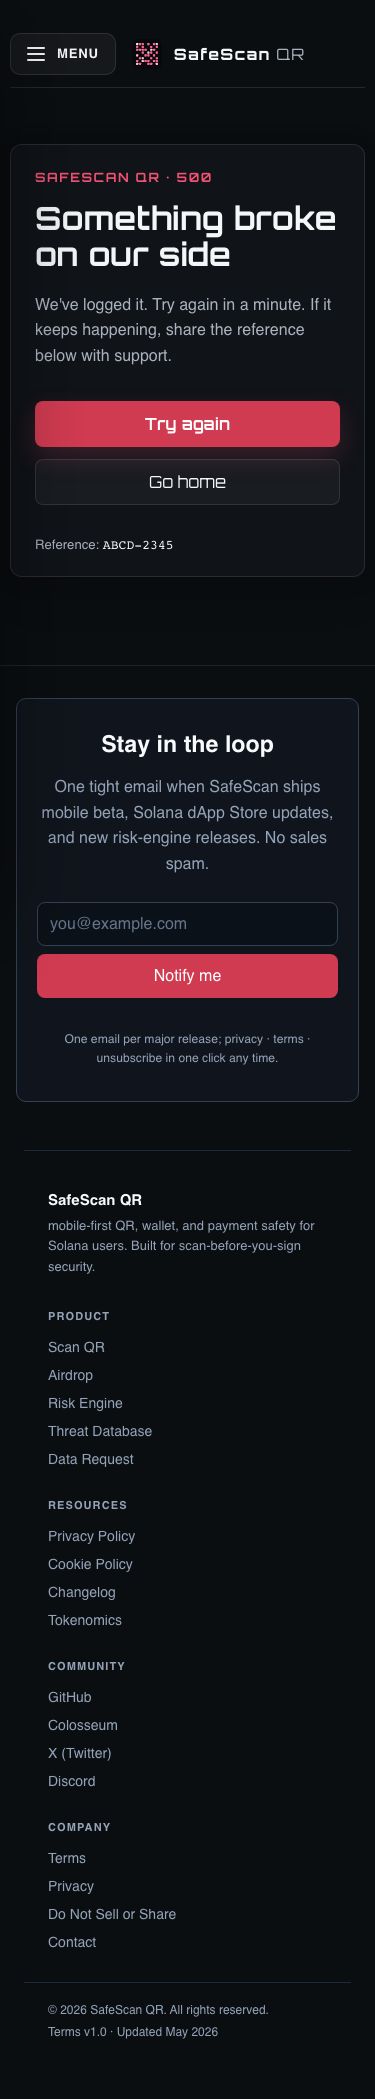 MENU
SafeScan QR
SAFESCAN QR · 500
Something broke
on our side
We've logged it. Try again in a minute. If it
keeps happening, share the reference
below with support.
Try again
Go home
Reference: ABCD-2345
Stay in the loop
One tight email when SafeScan ships
mobile beta, Solana dApp Store updates,
and new risk-engine releases. No sales
spam.
you@example.com
Notify me
One email per major release; privacy · terms ·
unsubscribe in one click any time.
SafeScan QR
mobile-first QR, wallet, and payment safety for
Solana users. Built for scan-before-you-sign
security.
PRODUCT
Scan QR
Airdrop
Risk Engine
Threat Database
Data Request
RESOURCES
Privacy Policy
Cookie Policy
Changelog
Tokenomics
COMMUNITY
GitHub
Colosseum
X (Twitter)
Discord
COMPANY
Terms
Privacy
Do Not Sell or Share
Contact
© 2026 SafeScan QR. All rights reserved.
Terms v1.0 · Updated May 2026